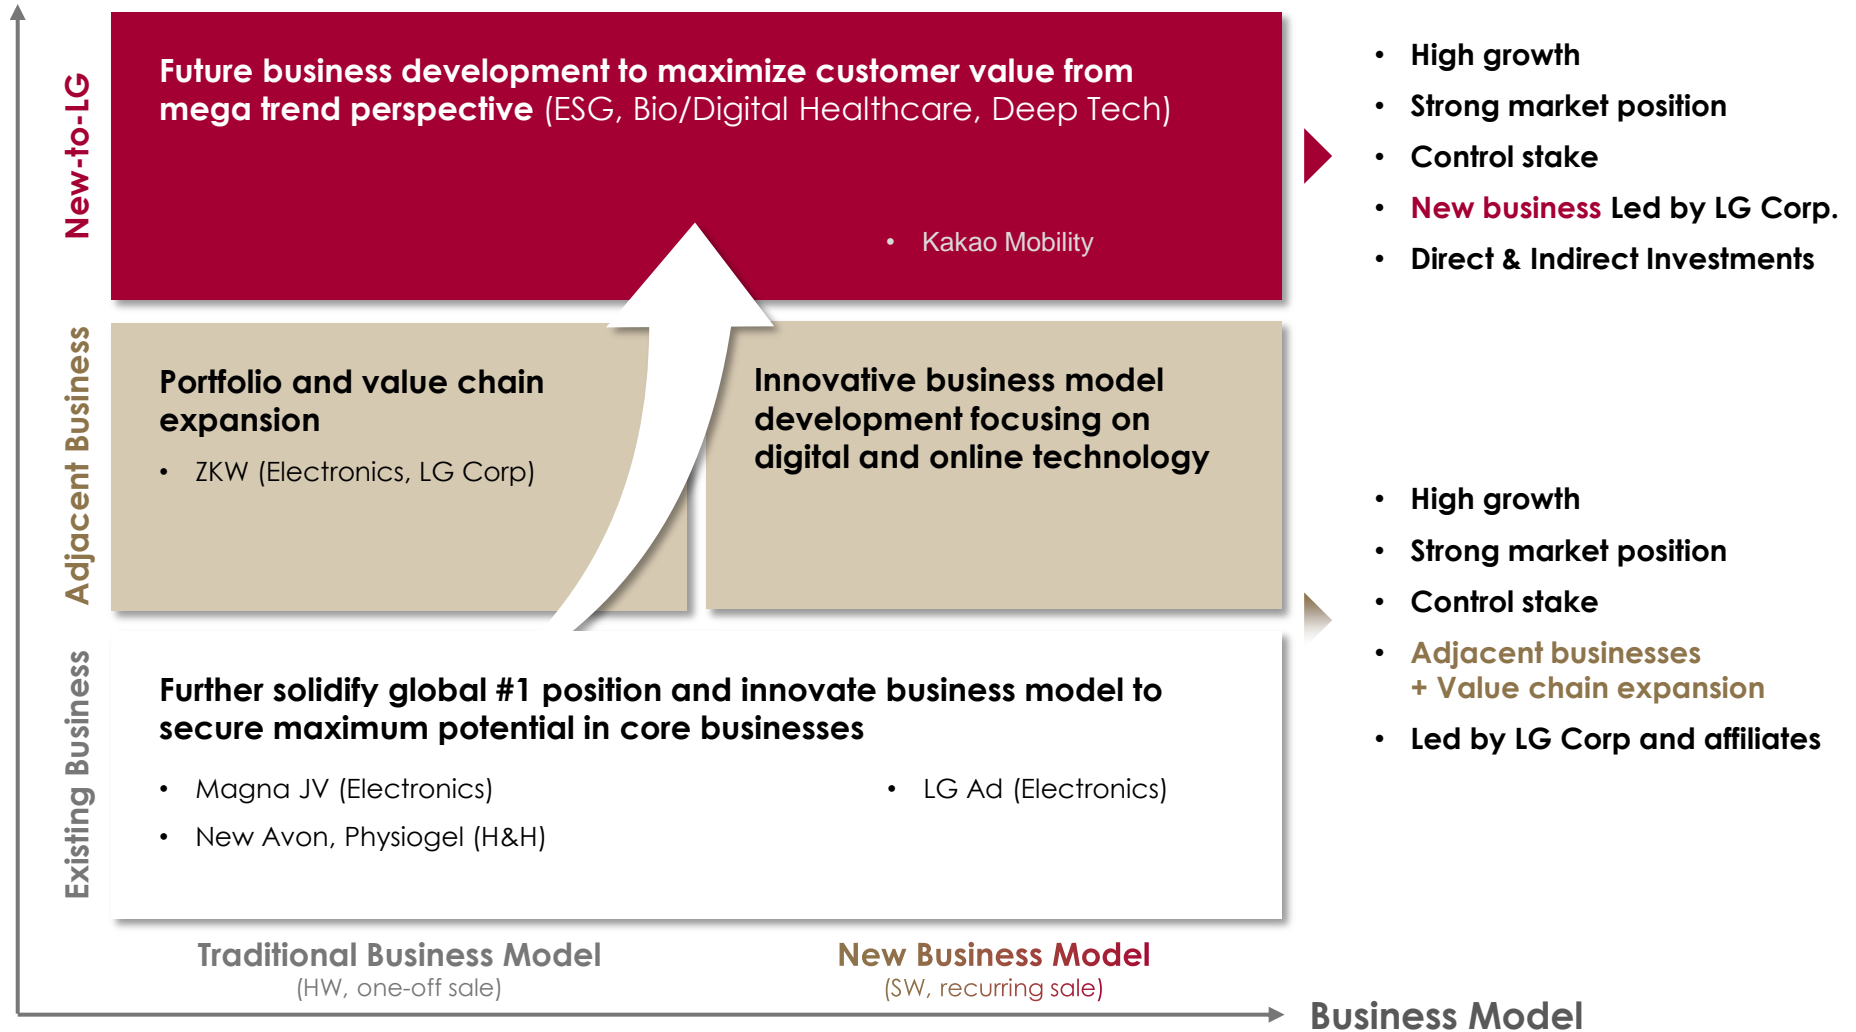 New-to-LG
Future business development to maximize customer value from
mega trend perspective (ESG, Bio/Digital Healthcare, Deep Tech)
• Kakao Mobility
• High growth
• Strong market position
• Control stake
• New business Led by LG Corp.
• Direct & Indirect Investments
Adjacent Business
Portfolio and value chain
expansion
• ZKW (Electronics, LG Corp)
Innovative business model
development focusing on
digital and online technology
• High growth
• Strong market position
• Control stake
• Adjacent businesses
+ Value chain expansion
• Led by LG Corp and affiliates
Existing Business
Further solidify global #1 position and innovate business model to
secure maximum potential in core businesses
• Magna JV (Electronics)
• New Avon, Physiogel (H&H)
• LG Ad (Electronics)
Traditional Business Model
(HW, one-off sale)
New Business Model
(SW, recurring sale)
Business Model